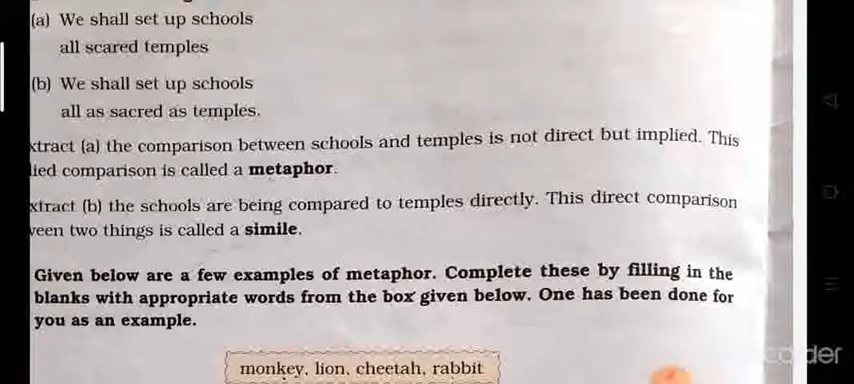 (a) We shall set up schools
all scared temples
(b) We shall set up schools
all as sacred as temples.
xtract (a) the comparison between schools and temples is not direct but implied. This
lied comparison is called a metaphor.
xtract (b) the schools are being compared to temples directly. This direct comparison
veen two things is called a simile.
Given below are a few examples of metaphor. Complete these by filling in the
blanks with appropriate words from the box given below. One has been done for
you as an example.
monkey, lion, cheetah, rabbit